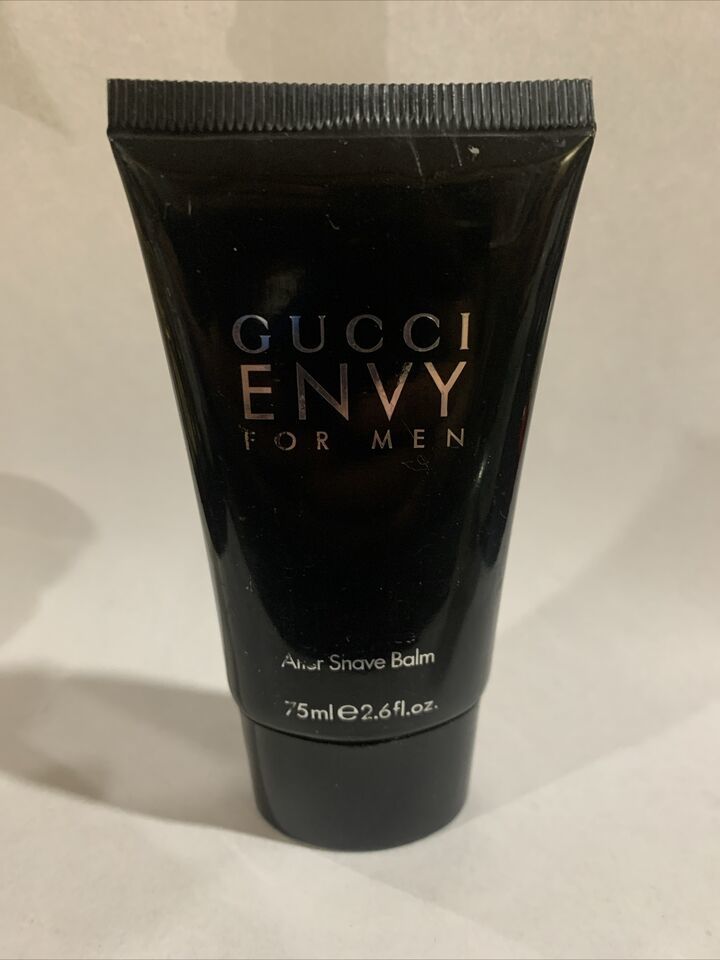 GUCCI
ENVY
FOR MEN
After Shave Balm
75ml e 2.6fl.oz.